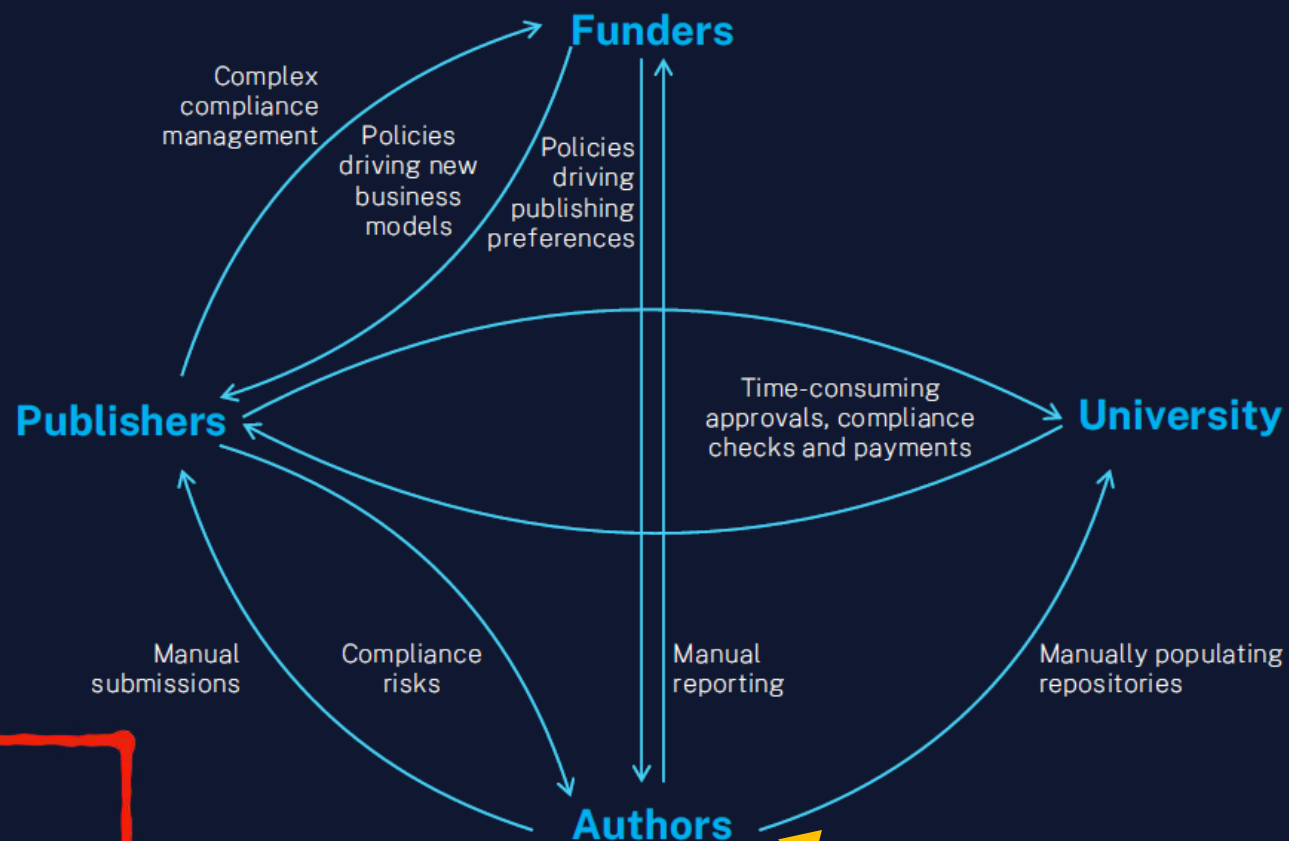 Funders
Complex
compliance
management
Policies
driving new
business
models
Policies
driving
publishing
preferences
Publishers
Time-consuming
approvals, compliance
checks and payments
University
Manual
submissions
Compliance
risks
Manual
reporting
Manually populating
repositories
Authors